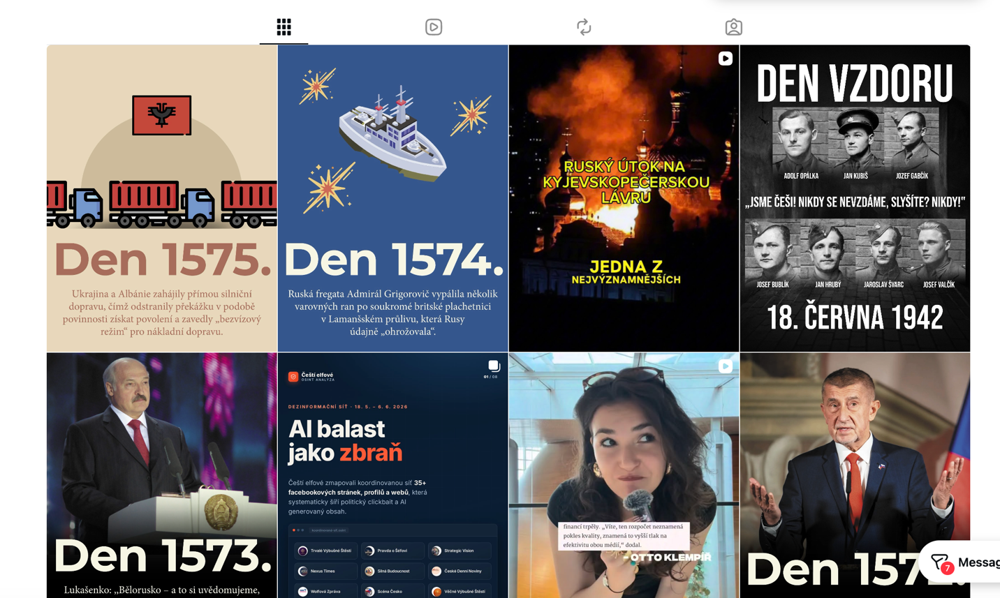 Den 1575.
Ukrajina a Albánie zahájily přímou silniční
dopravu, čímž odstranily překážku v podobě
povinnosti získat povolení a zavedly „bezvízový
režim“ pro nákladní dopravu.
Den 1574.
Ruská fregata Admirál Grigorovič vypálila několik
varovných ran po soukromé britské plachetnici
v Lamanšském průlivu, která Rusy
údajně „ohrožovala“.
RUSKÝ ÚTOK NA
KYJEVSKOPEČERSKOU
LÁVRU
JEDNA Z
NEJVÝZNAMNĚJŠÍCH
DEN VZDORU
ADOLF OPÁLKA
JAN KUBIŠ
JOZEF GABČÍK
„JSME ČEŠI! NIKDY SE NEVZDÁME, SLYŠÍTE? NIKDY!“
JOSEF BUBLÍK
JAN HRUBÝ
JAROSLAV ŠVARC
JOSEF VALČÍK
18. ČERVNA 1942
Den 1573.
Lukašenko: „Bělorusko – a to si uvědomujeme,
Čeští elfové
OSINT ANALÝZA
01 / 08
DEZINFORMAČNÍ SÍŤ · 18. 5. – 6. 6. 2026
AI balast
jako zbraň
Čeští elfové zmapovali koordinovanou síť 35+
facebookových stránek, profilů a webů, která
systematicky šíří politický clickbait a AI
generovaný obsah.
Trvalé Výbušné Štěstí
Pravda o Šéfovi
Strategic Vision
Nexus Times
Silná Budoucnost
České Denní Noviny
Wolfová Zpráva
Scéna Česko
Věčné Výbušné Štěstí
financí trpěly. „Víte, ten rozpočet neznamená
pokles kvality, znamená to vyšší tlak na
efektivitu obou médií,“ dodal.
– OTTO KLEMPÍŘ
Den 157
7
Messag